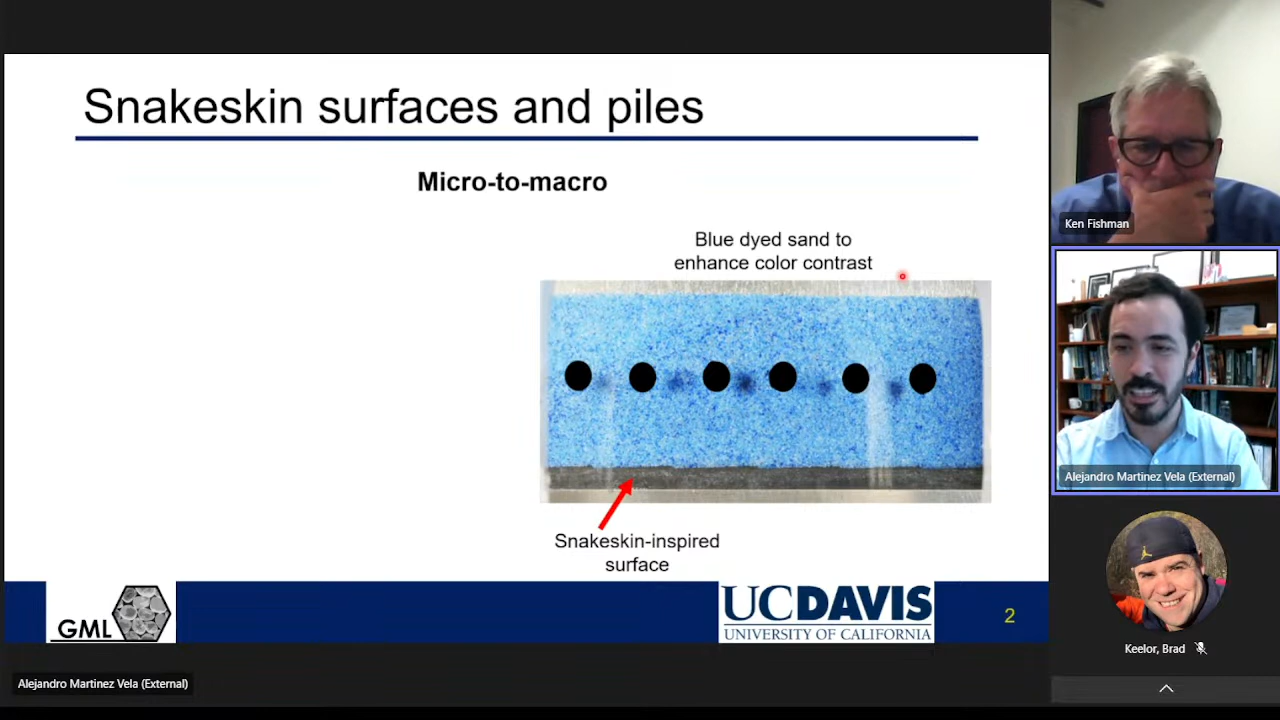 Snakeskin surfaces and piles
Micro-to-macro
Blue dyed sand to
enhance color contrast
Snakeskin-inspired
surface
GML
UCDAVIS
UNIVERSITY OF CALIFORNIA
2
Alejandro Martinez Vela (External)
Ken Fishman
Alejandro Martinez Vela (External)
Keelor, Brad